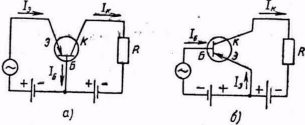 Iэ Iк
Э К
Б
R
Iб
+ - + -
а)
Iк
Iб
К
Э
Б
R
Iэ
- + + -
б)